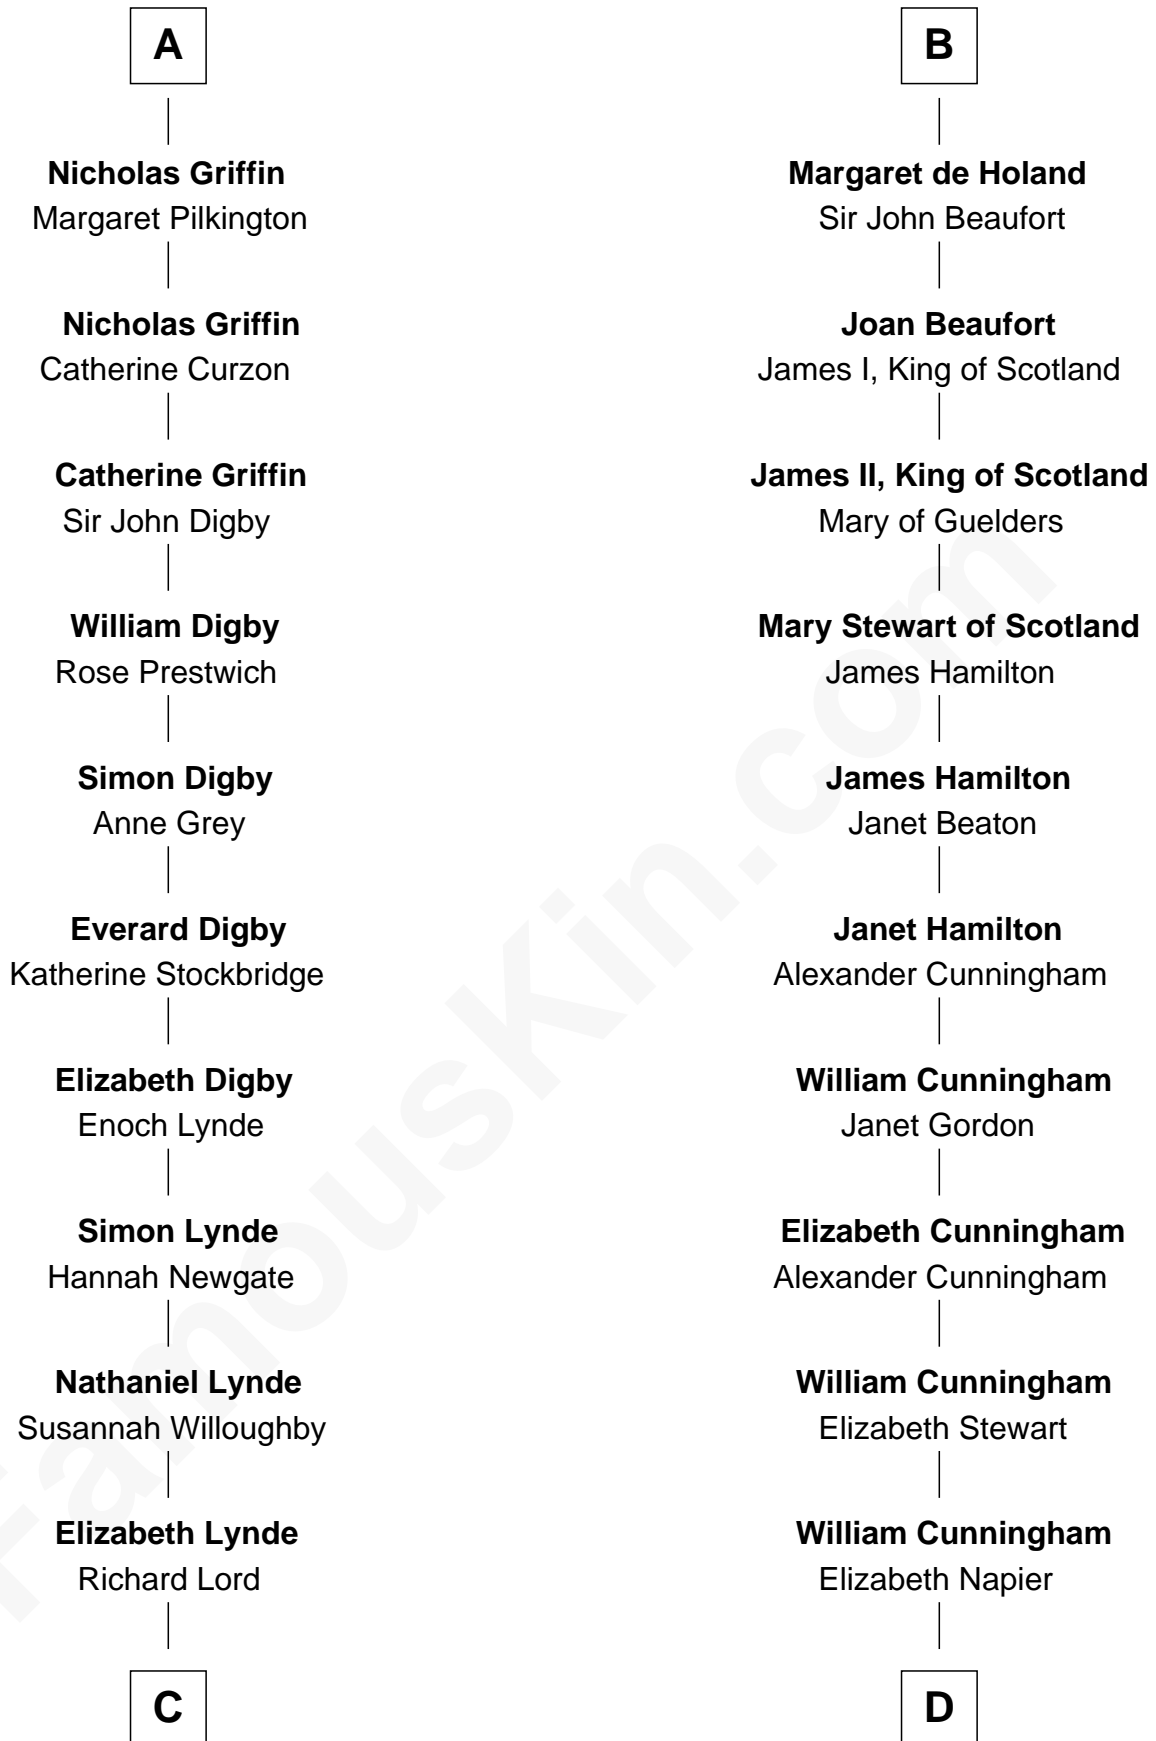 A
Nicholas Griffin
Margaret Pilkington
Nicholas Griffin
Catherine Curzon
Catherine Griffin
Sir John Digby
William Digby
Rose Prestwich
Simon Digby
Anne Grey
Everard Digby
Katherine Stockbridge
Elizabeth Digby
Enoch Lynde
Simon Lynde
Hannah Newgate
Nathaniel Lynde
Susannah Willoughby
Elizabeth Lynde
Richard Lord
C
B
Margaret de Holand
Sir John Beaufort
Joan Beaufort
James I, King of Scotland
James II, King of Scotland
Mary of Guelders
Mary Stewart of Scotland
James Hamilton
James Hamilton
Janet Beaton
Janet Hamilton
Alexander Cunningham
William Cunningham
Janet Gordon
Elizabeth Cunningham
Alexander Cunningham
William Cunningham
Elizabeth Stewart
William Cunningham
Elizabeth Napier
D
FamousKin.com